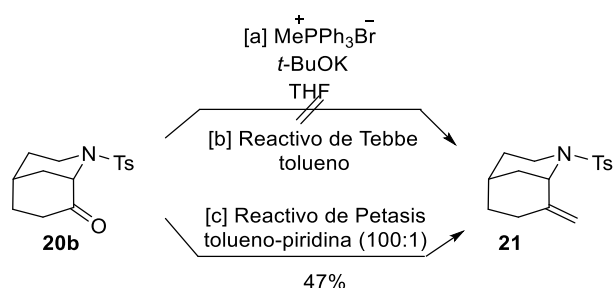 [a] MePPh3Br
+ −
t-BuOK
THF
[b] Reactivo de Tebbe
tolueno
N Ts
O
20b
[c] Reactivo de Petasis
tolueno-piridina (100:1)
47%
N Ts
21